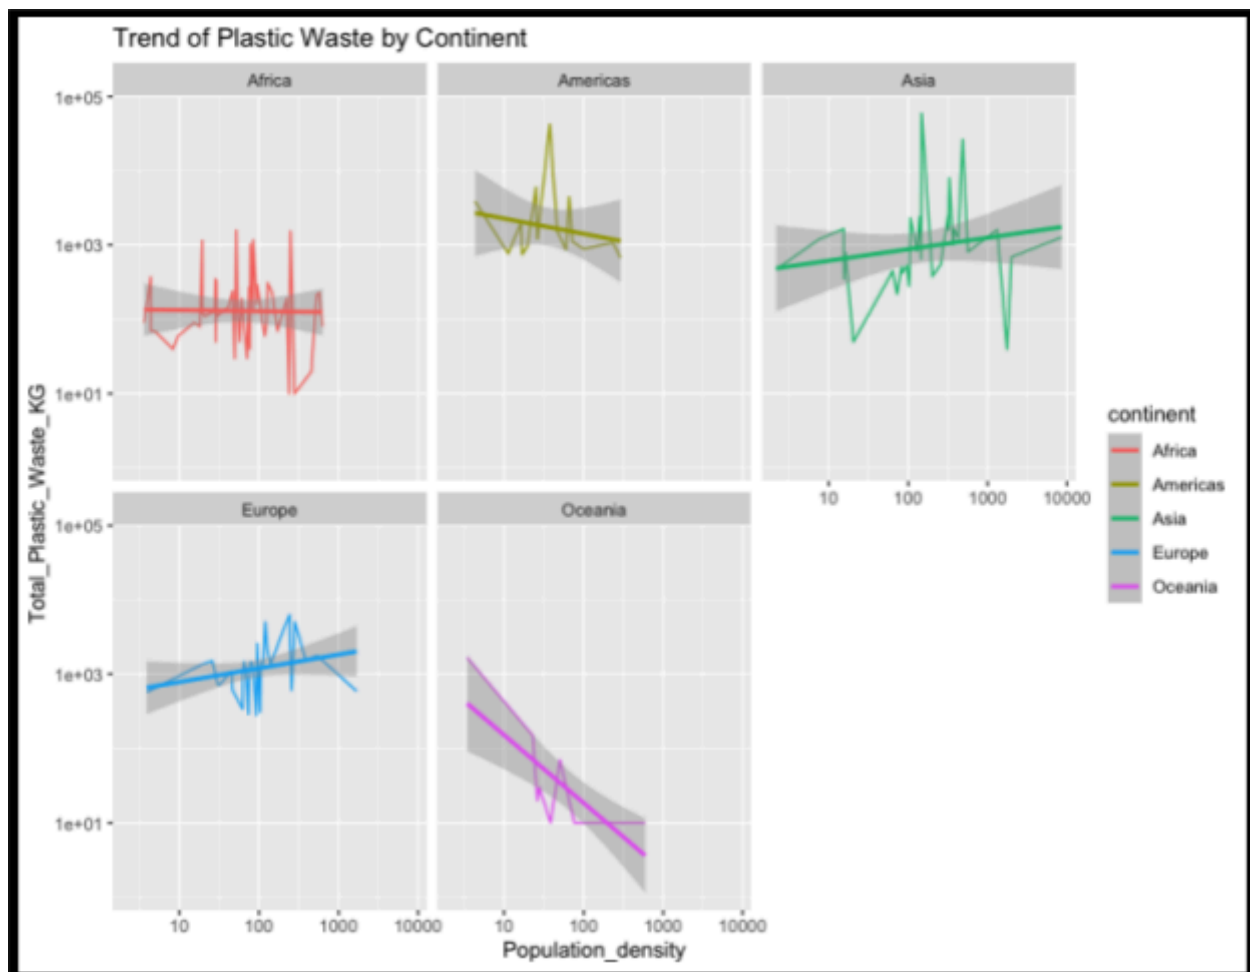 Trend of Plastic Waste by Continent
Africa
Americas
Asia
1e+05
1e+03
1e+01
10 100 1000 10000
Europe
Oceania
1e+05
1e+03
1e+01
10 100 1000 10000
10 100 1000 10000
Total_Plastic_Waste_KG
Population_density
continent
Africa
Americas
Asia
Europe
Oceania